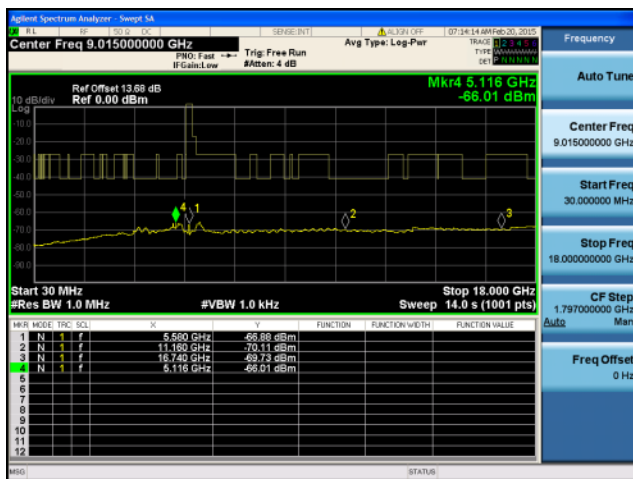 Agilent Spectrum Analyzer - Swept SA
RL RF 50 Ω DC SENSE:INT ALIGN OFF 07:14:14 AM Feb 20, 2015
Center Freq 9.015000000 GHz
PNO: Fast
IFGain:Low
Trig: Free Run
#Atten: 4 dB
Avg Type: Log-Pwr
TRACE 1 2 3 4 5 6
TYPE
DET P N N N N N
Ref Offset 13.68 dB
Ref 0.00 dBm
10 dB/div
Log
Mkr4 5.116 GHz
-66.01 dBm
-10.0
-20.0
-30.0
-40.0
-50.0
-60.0
-70.0
-80.0
-90.0
4 1 2 3
Start 30 MHz
#Res BW 1.0 MHz
#VBW 1.0 kHz
Stop 18.000 GHz
Sweep 14.0 s (1001 pts)
MKR MODE TRC SCL X Y FUNCTION FUNCTION WIDTH FUNCTION VALUE
1 N 1 f 5.580 GHz -66.88 dBm
2 N 1 f 11.160 GHz -70.11 dBm
3 N 1 f 16.740 GHz -69.73 dBm
4 N 1 f 5.116 GHz -66.01 dBm
5
6
7
8
9
10
11
12
MSG STATUS
Frequency
Auto Tune
Center Freq
9.015000000 GHz
Start Freq
30.000000 MHz
Stop Freq
18.000000000 GHz
CF Step
1.797000000 GHz
Auto Man
Freq Offset
0 Hz